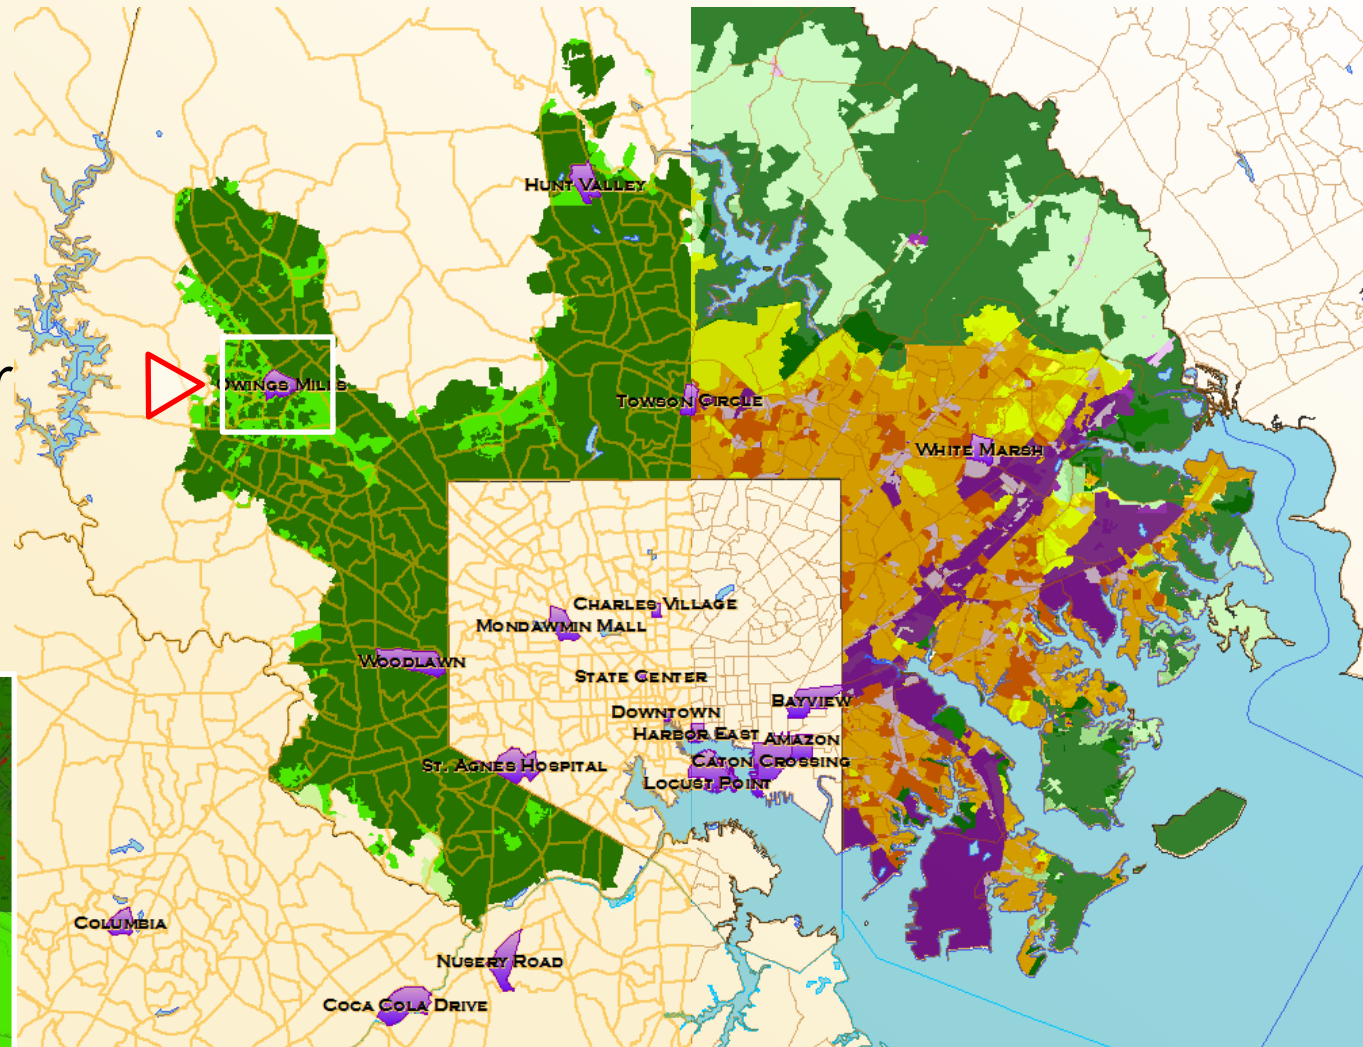 HUNT VALLEY
OWINGS MILLS
TOWSON CIRCLE
WHITE MARSH
CHARLES VILLAGE
MONDAWMIN MALL
WOODLAWN
STATE CENTER
BAYVIEW
DOWNTOWN
HARBOR EAST
AMAZON
CATON CROSSING
ST. AGNES HOSPITAL
LOCUST POINT
COLUMBIA
NUSERY ROAD
COCA COLA DRIVE